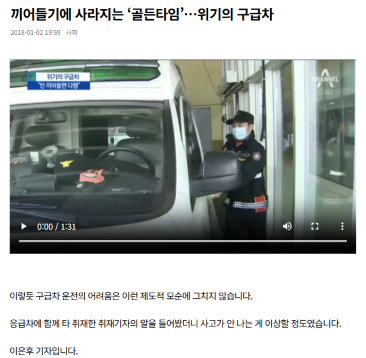 끼어들기에 사라지는 ‘골든타임’…위기의 구급차
2018-01-02 19:59 사회
위기의 구급차
"안 끼어들면 다행"
CHANNEL
0:00 / 1:31
이렇듯 구급차 운전의 어려움은 이런 제도적 모순에 그치지 않습니다.
응급차에 함께 타 취재한 취재기자의 말을 들어봤더니 사고가 안 나는 게 이상할 정도였습니다.
이은후 기자입니다.